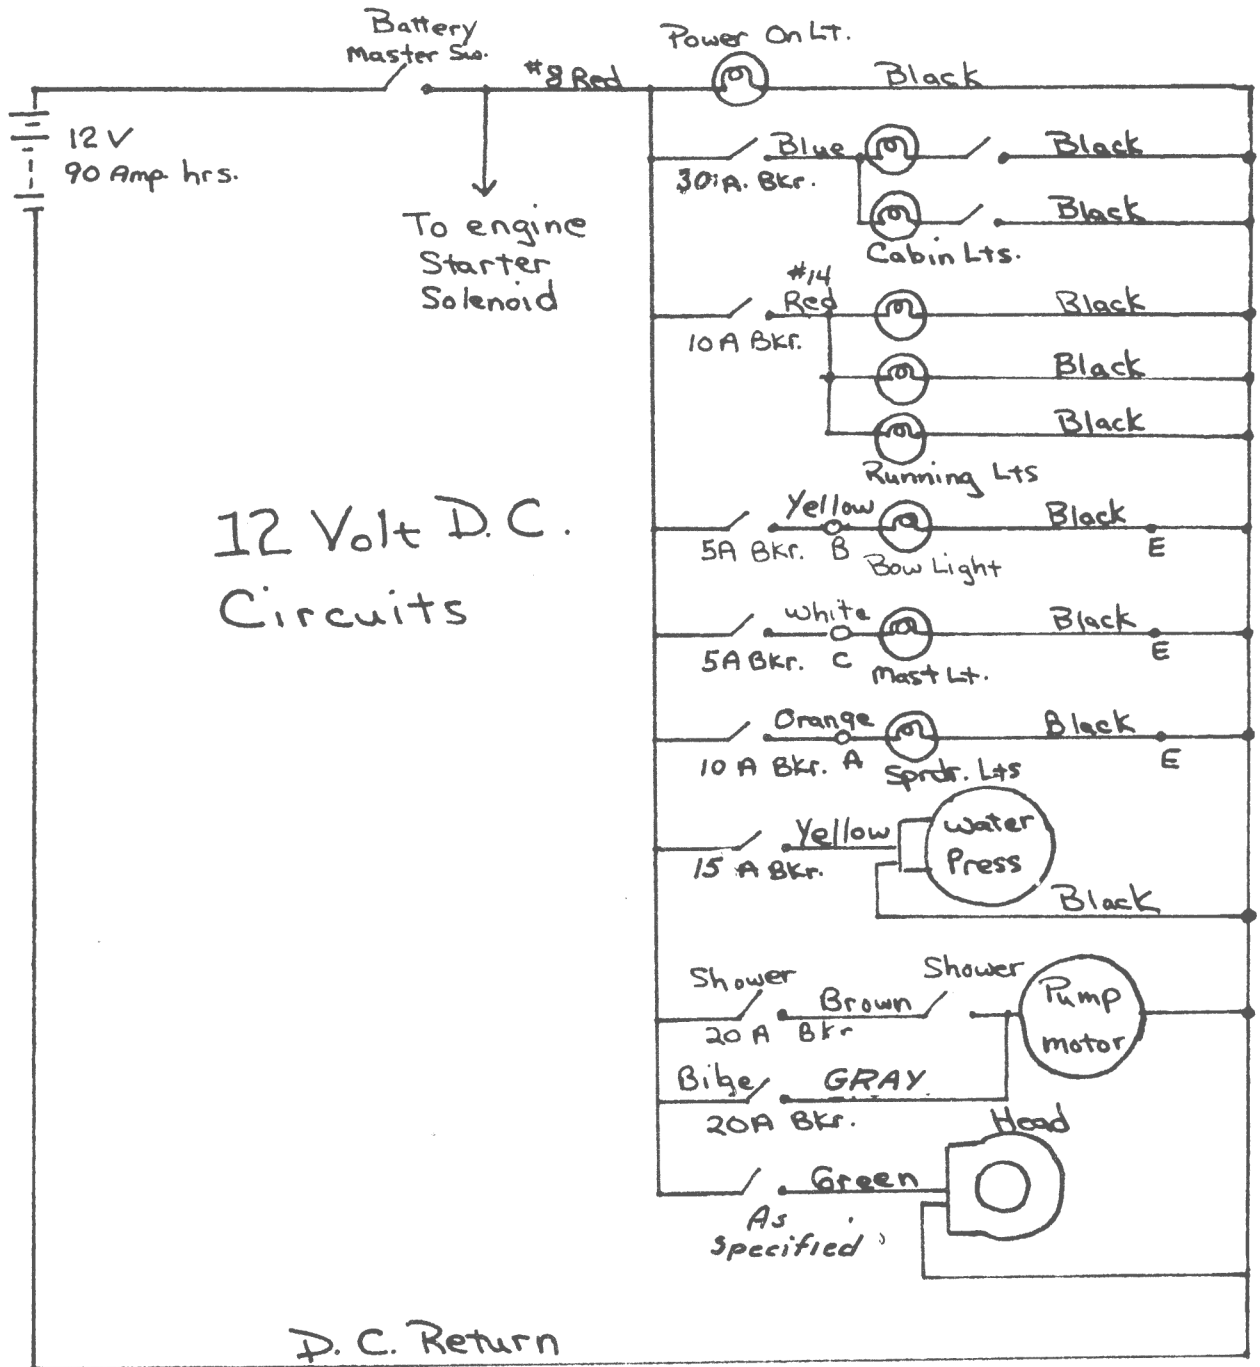 Battery
Master Sw.
#8 Red
Power On Lt.
Black
12V
90 Amp. hrs.
To engine
Starter
Solenoid
Blue
Black
30 A. Bkr.
Black
Cabin Lts.
#14
Red
Black
10A Bkr.
Black
Black
Running Lts
12 Volt D.C.
Circuits
Yellow
Black
5A Bkr.
B
Bow Light
E
White
Black
5A Bkr.
C
Mast Lt.
E
Orange
Black
10 A Bkr.
A
Sprdr. Lts
E
Yellow
Water
Press
15 A Bkr.
Black
Shower
Brown
Shower
Pump
motor
20 A Bkr
Bilge
GRAY
20A Bkr.
Head
Green
As
specified
D.C. Return